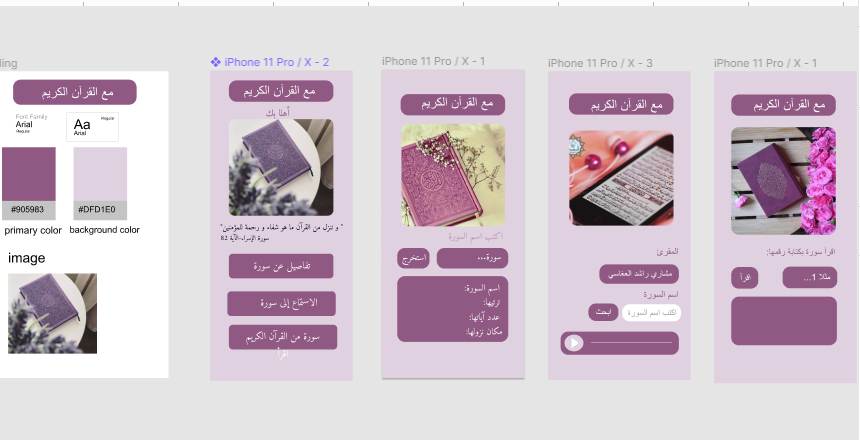 ling
مع القرآن الكريم
Font Family
Arial
Regular
Aa
Regular
Arial
#905983
#DFD1E0
primary color
background color
image
iPhone 11 Pro / X - 2
مع القرآن الكريم
أهلا بك
"و ننزل من القرآن ما هو شفاء و رحمة للمؤمنين"
سورة الإسراء-الآية 82
تفاصيل عن سورة
الاستماع إلى سورة
سورة من القرآن الكريم
اقرأ
iPhone 11 Pro / X - 1
مع القرآن الكريم
اكتب اسم السورة
سورة...
استخرج
اسم السورة:
ترتيبها:
عدد آياتها:
مكان نزولها:
iPhone 11 Pro / X - 3
مع القرآن الكريم
المقرئ:
مشاري راشد العفاسي
اسم السورة
اكتب اسم السورة
ابحث
iPhone 11 Pro / X - 1
مع القرآن الكريم
اقرأ سورة بكتابة رقمها:
مثلا 1...
اقرأ